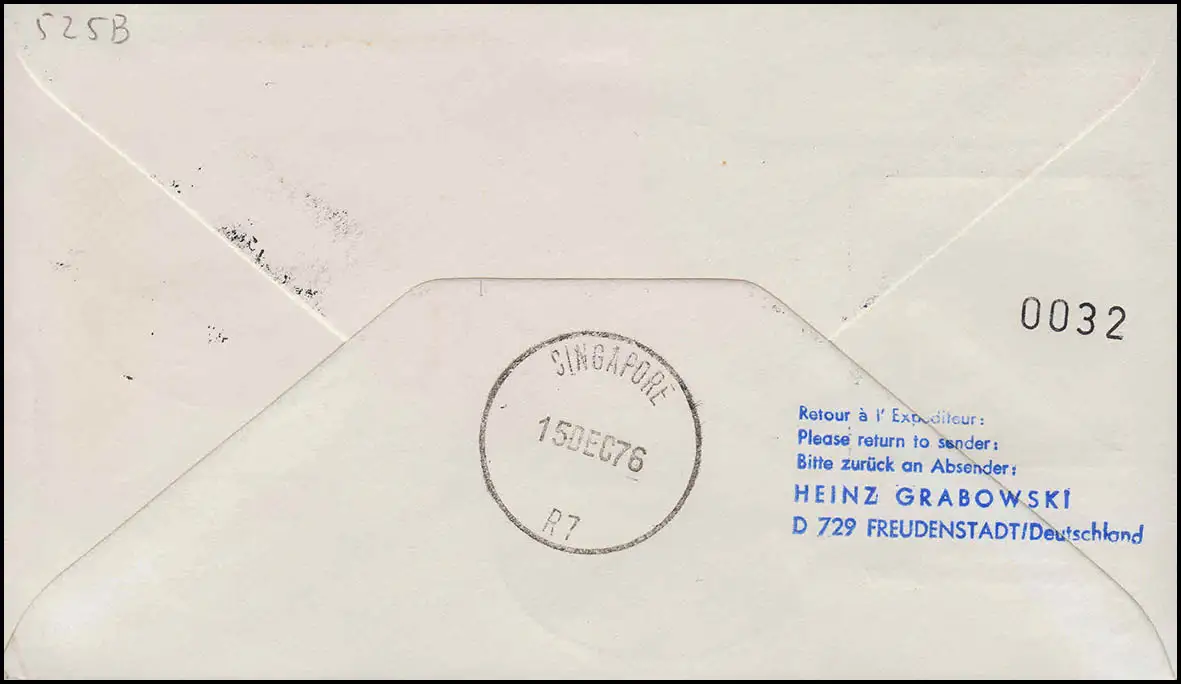 525B
0032
SINGAPORE
15DEC76
R7
Retour à l' Expéditeur:
Please return to sender:
Bitte zurück an Absender:
HEINZ GRABOWSKI
D 729 FREUDENSTADT/Deutschland